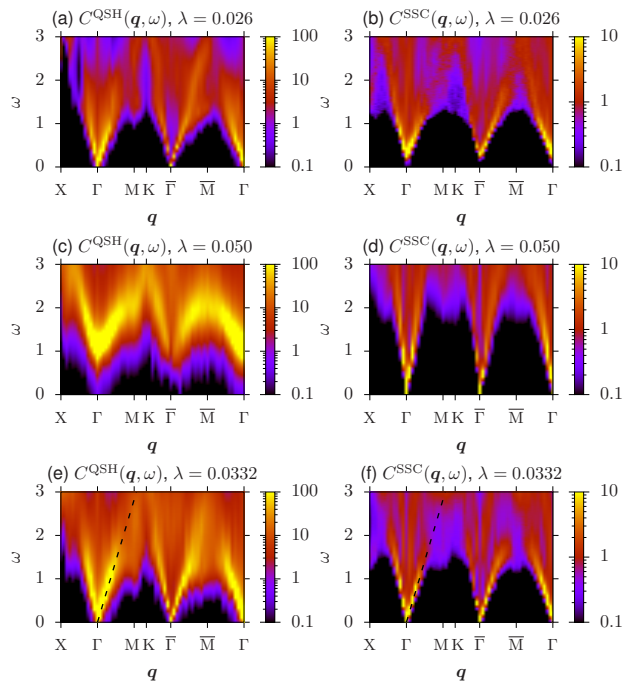 (a) C^QSH(q, ω), λ = 0.026
(b) C^SSC(q, ω), λ = 0.026
3
2
1
0
ω
X Γ M K Γ̅ M̅ Γ
q
100
10
1
0.1
3
2
1
0
ω
X Γ M K Γ̅ M̅ Γ
q
10
1
0.1
(c) C^QSH(q, ω), λ = 0.050
(d) C^SSC(q, ω), λ = 0.050
3
2
1
0
ω
X Γ M K Γ̅ M̅ Γ
q
100
10
1
0.1
3
2
1
0
ω
X Γ M K Γ̅ M̅ Γ
q
10
1
0.1
(e) C^QSH(q, ω), λ = 0.0332
(f) C^SSC(q, ω), λ = 0.0332
3
2
1
0
ω
X Γ M K Γ̅ M̅ Γ
q
100
10
1
0.1
3
2
1
0
ω
X Γ M K Γ̅ M̅ Γ
q
10
1
0.1